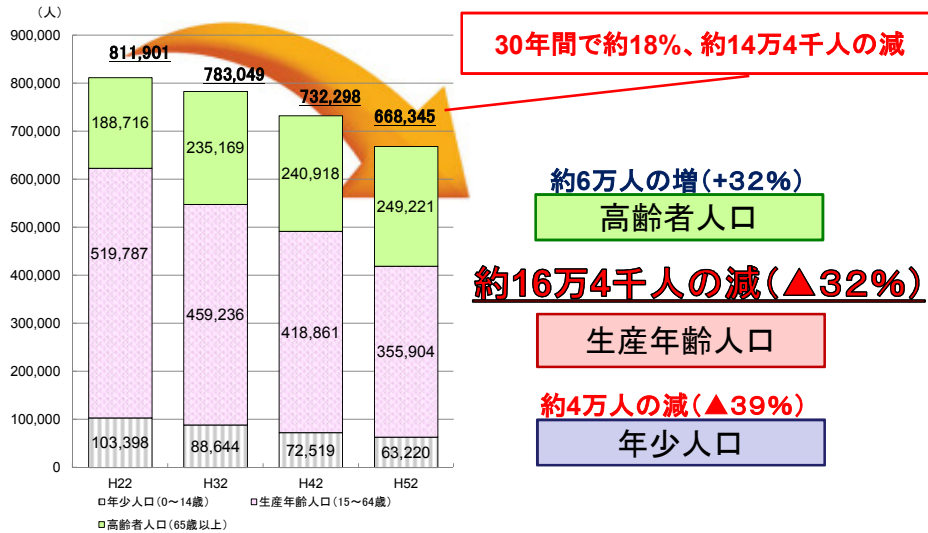 (人)
900,000
800,000
700,000
600,000
500,000
400,000
300,000
200,000
100,000
0
811,901
783,049
732,298
668,345
188,716
235,169
240,918
249,221
519,787
459,236
418,861
355,904
103,398
88,644
72,519
63,220
H22
H32
H42
H52
年少人口(0～14歳)
生産年齢人口(15～64歳)
高齢者人口(65歳以上)
30年間で約18%、約14万4千人の減
約6万人の増(+32%)
高齢者人口
約16万4千人の減(▲32%)
生産年齢人口
約4万人の減(▲39%)
年少人口